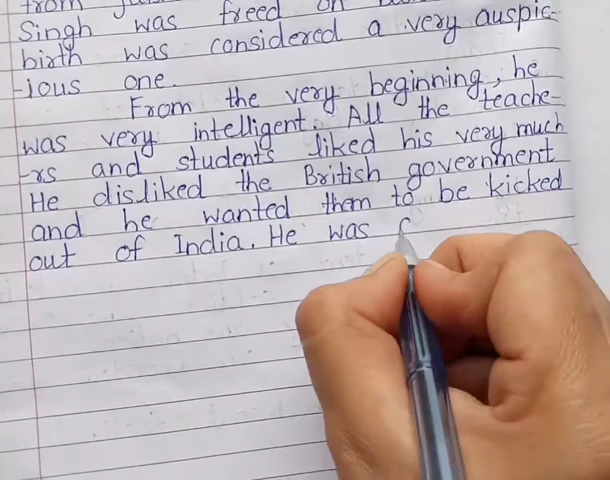 from
Singh was freed on
birth was considered a very auspic-
-ious one.
From the very beginning, he
was very intelligent. All the teache-
-rs and students liked his very much
He disliked the British government
and he wanted them to be kicked
out of India. He was